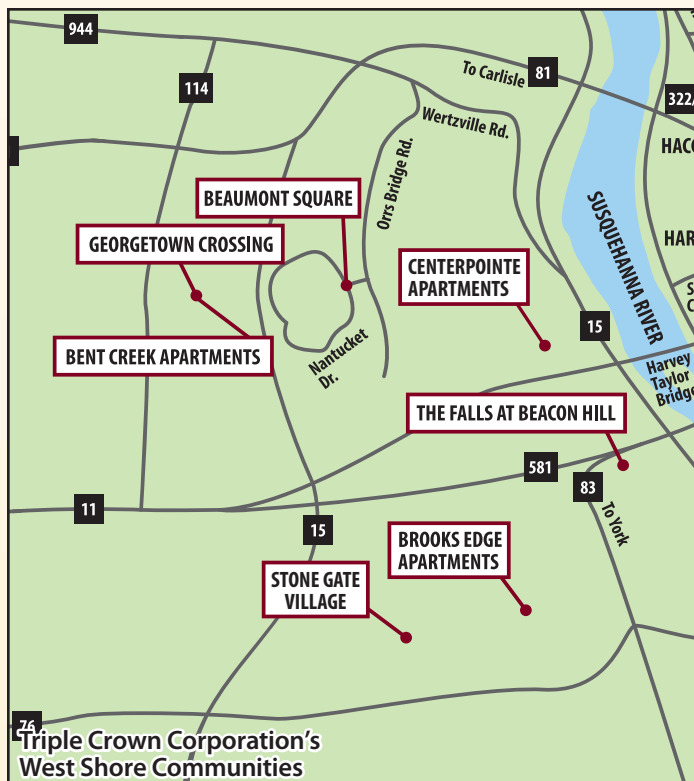 944
To Carlisle
81
114
322/
Wertzville Rd.
HACO
Orrs Bridge Rd.
BEAUMONT SQUARE
SUSQUEHANNA RIVER
GEORGETOWN CROSSING
HAR
CENTERPOINTE
APARTMENTS
S
C
15
Nantucket
Dr.
BENT CREEK APARTMENTS
Harvey
Taylor
Bridge
THE FALLS AT BEACON HILL
581
83
11
To York
15
BROOKS EDGE
APARTMENTS
STONE GATE
VILLAGE
76
Triple Crown Corporation's
West Shore Communities